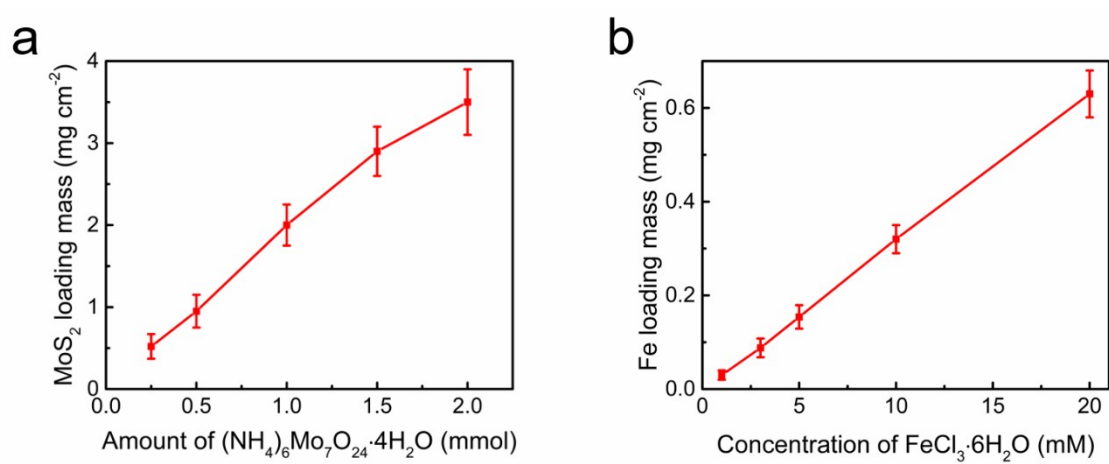 a
MoS2 loading mass (mg cm-2)
4
3
2
1
0
0.0 0.5 1.0 1.5 2.0
Amount of (NH4)6Mo7O24·4H2O (mmol)
b
Fe loading mass (mg cm-2)
0.6
0.4
0.2
0.0
5 10 15 20
Concentration of FeCl3·6H2O (mM)